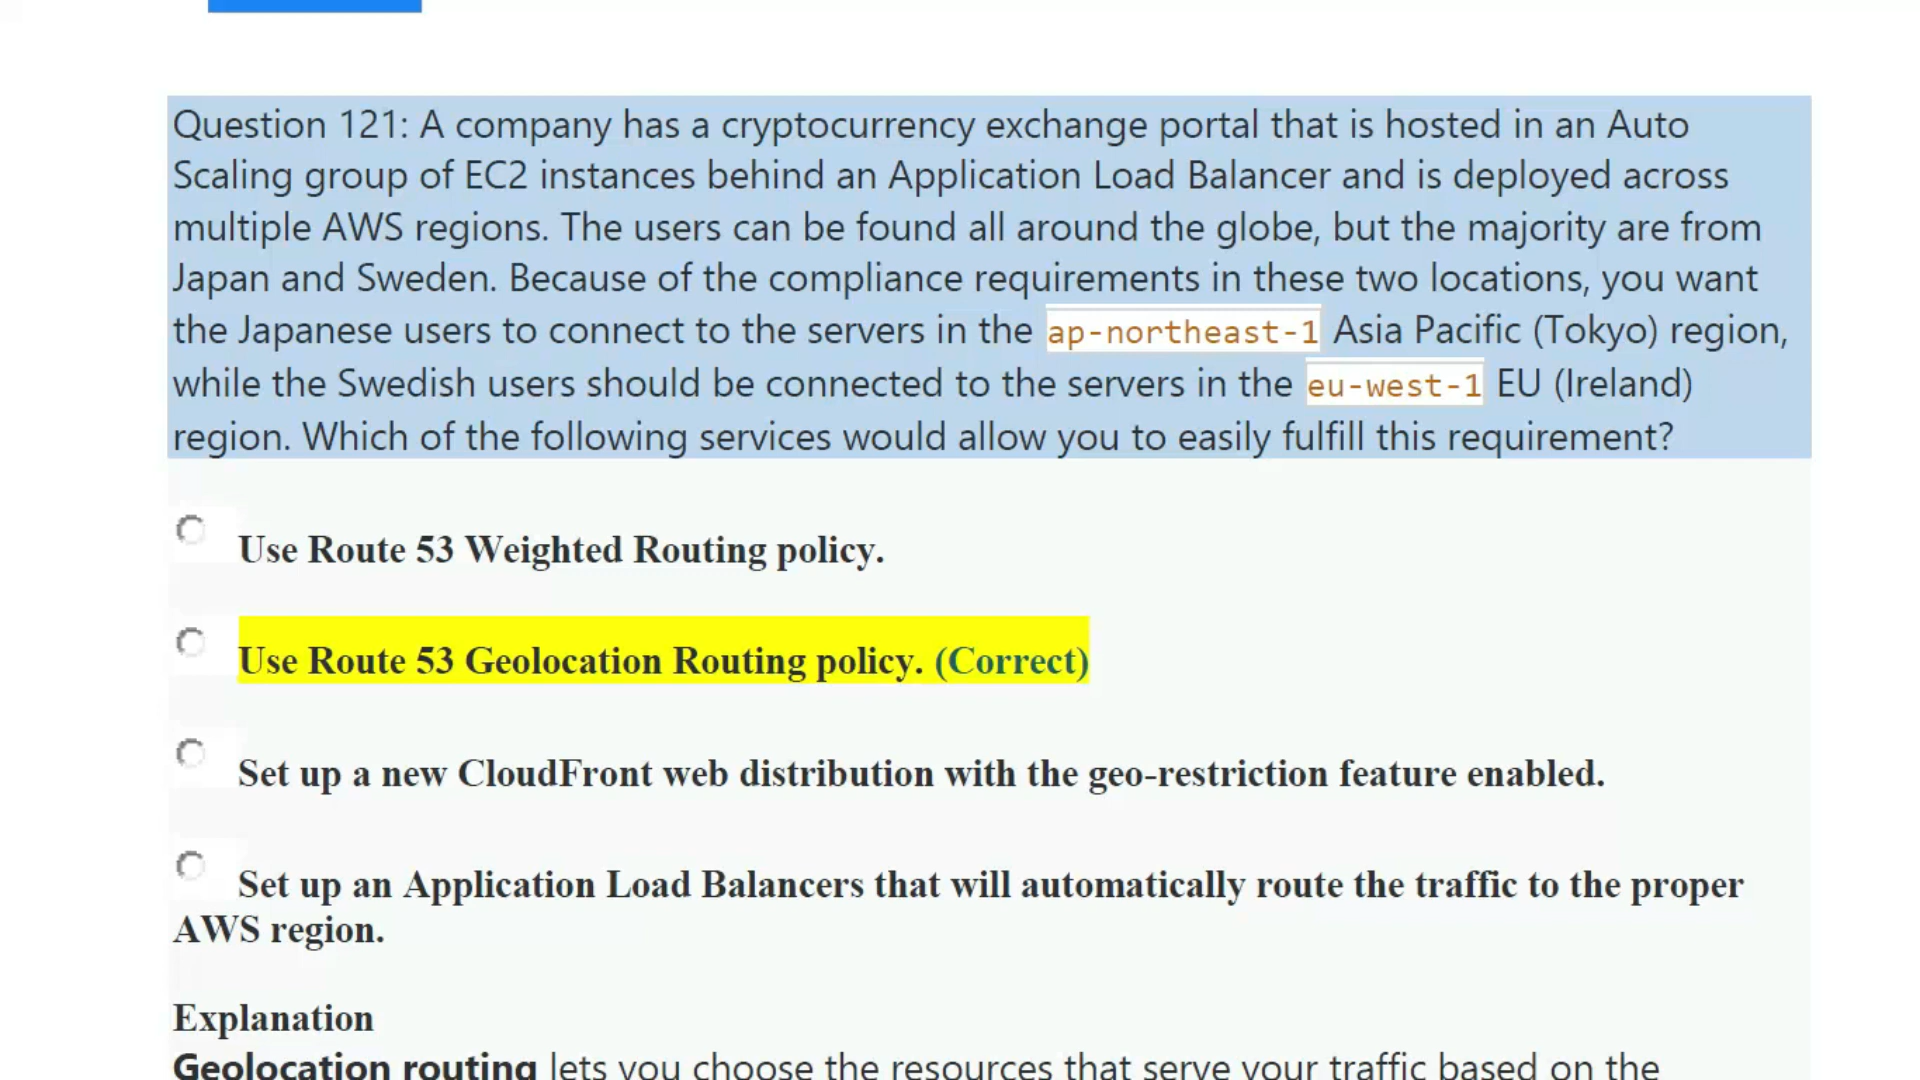 Question 121: A company has a cryptocurrency exchange portal that is hosted in an Auto
Scaling group of EC2 instances behind an Application Load Balancer and is deployed across
multiple AWS regions. The users can be found all around the globe, but the majority are from
Japan and Sweden. Because of the compliance requirements in these two locations, you want
the Japanese users to connect to the servers in the ap-northeast-1 Asia Pacific (Tokyo) region,
while the Swedish users should be connected to the servers in the eu-west-1 EU (Ireland)
region. Which of the following services would allow you to easily fulfill this requirement?
Use Route 53 Weighted Routing policy.
Use Route 53 Geolocation Routing policy. (Correct)
Set up a new CloudFront web distribution with the geo-restriction feature enabled.
Set up an Application Load Balancers that will automatically route the traffic to the proper
AWS region.
Explanation
Geolocation routing lets you choose the resources that serve your traffic based on the